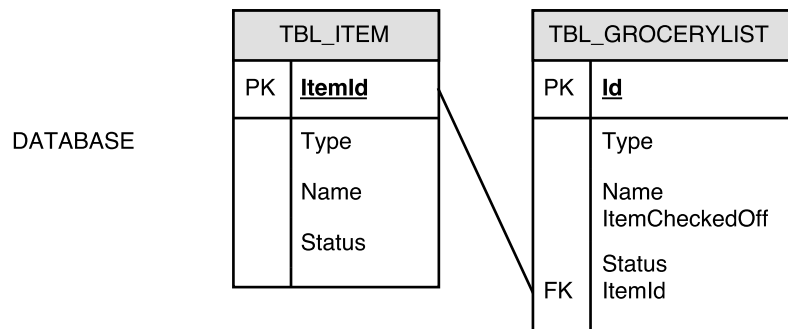 TBL_ITEM
TBL_GROCERYLIST
PK ItemId
PK Id
DATABASE
Type
Name
Status
Type
Name
ItemCheckedOff
Status
FK ItemId